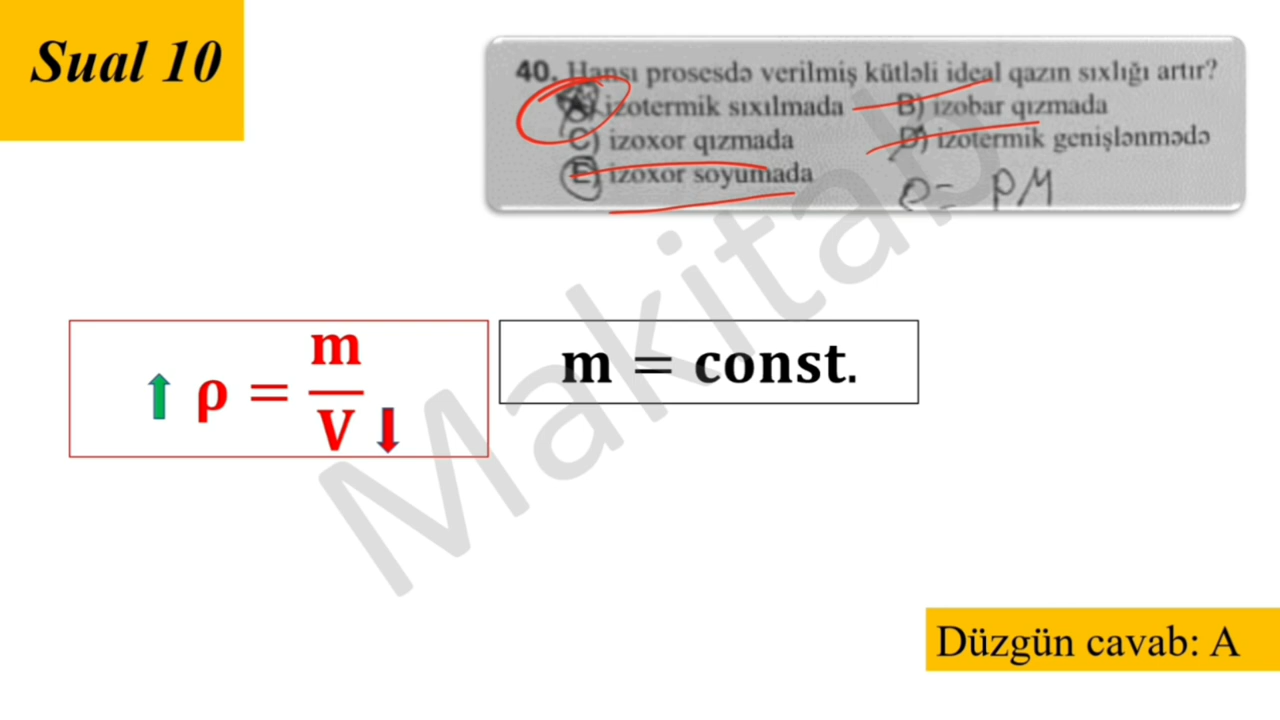 Sual 10
40. Hansı prosesdə verilmiş kütləli ideal qazın sıxlığı artır?
A) izotermik sıxılmada B) izobar qızmada
C) izoxor qızmada D) izotermik genişlənmədə
E) izoxor soyumada
ρ = PM
ρ = m/V
m = const.
Makitab
Düzgün cavab: A